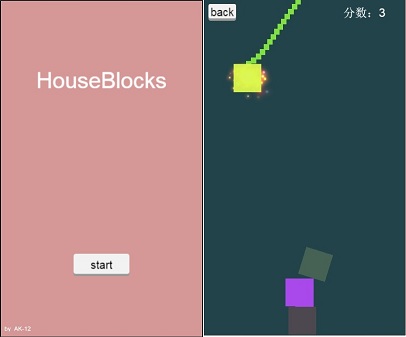 HouseBlocks
start
by AK-12
back
分数：3